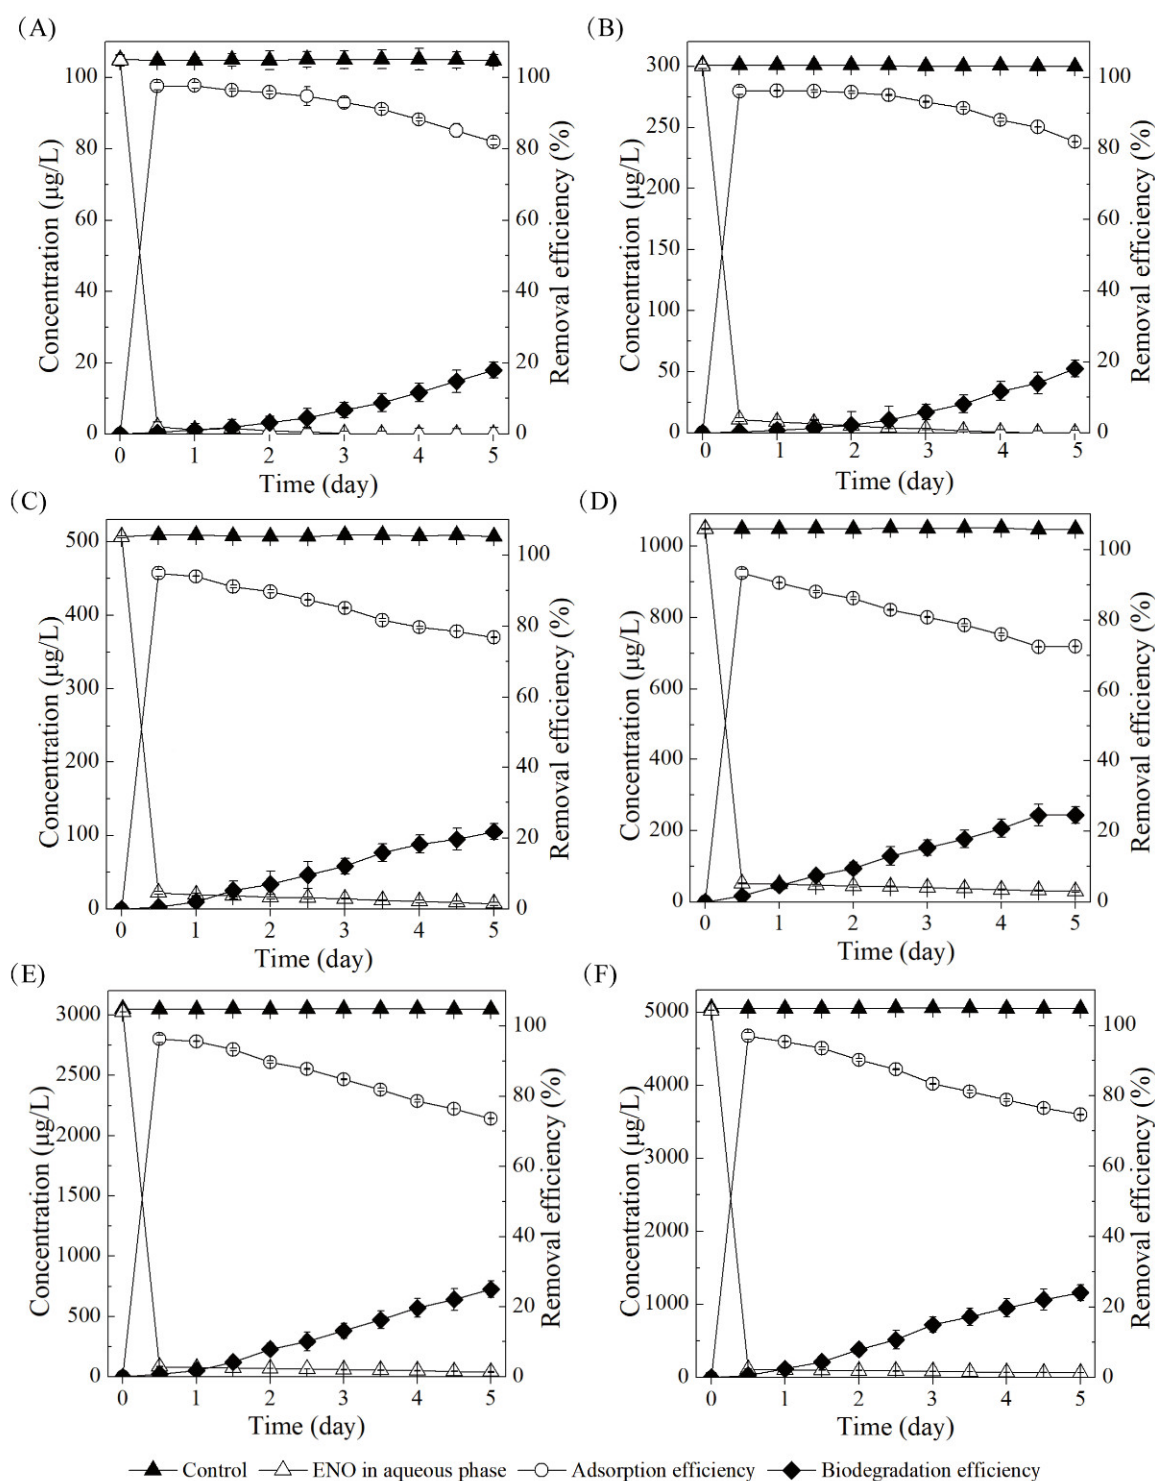 (A)
(B)
100
80
60
40
20
0
Concentration (μg/L)
100
80
60
40
20
0
Removal efficiency (%)
0 1 2 3 4 5
Time (day)
300
250
200
150
100
50
0
Concentration (μg/L)
100
80
60
40
20
0
Removal efficiency (%)
0 1 2 3 4 5
Time (day)
(C)
(D)
500
400
300
200
100
0
Concentration (μg/L)
100
80
60
40
20
0
Removal efficiency (%)
0 1 2 3 4 5
Time (day)
1000
800
600
400
200
0
Concentration (μg/L)
100
80
60
40
20
0
Removal efficiency (%)
0 1 2 3 4 5
Time (day)
(E)
(F)
3000
2500
2000
1500
1000
500
0
Concentration (μg/L)
100
80
60
40
20
0
Removal efficiency (%)
0 1 2 3 4 5
Time (day)
5000
4000
3000
2000
1000
0
Concentration (μg/L)
100
80
60
40
20
0
Removal efficiency (%)
0 1 2 3 4 5
Time (day)
Control ENO in aqueous phase Adsorption efficiency Biodegradation efficiency